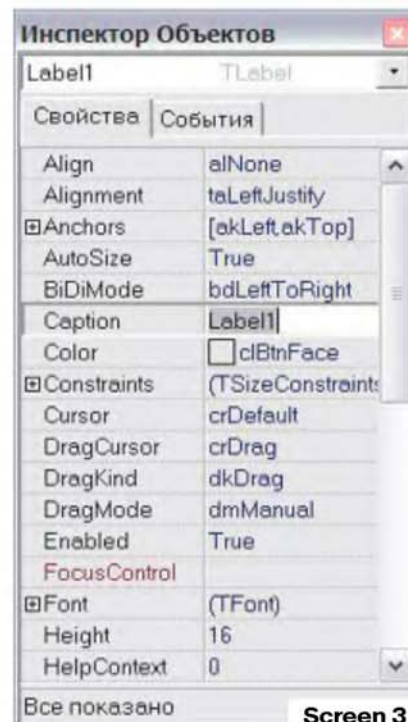 Инспектор Объектов
Label1 TLabel
Свойства События
Align alNone
Alignment taLeftJustify
Anchors [akLeft,akTop]
AutoSize True
BiDiMode bdLeftToRight
Caption Label1
Color clBtnFace
Constraints (TSizeConstraints
Cursor crDefault
DragCursor crDrag
DragKind dkDrag
DragMode dmManual
Enabled True
FocusControl
Font (TFont)
Height 16
HelpContext 0
Все показано
Screen 3